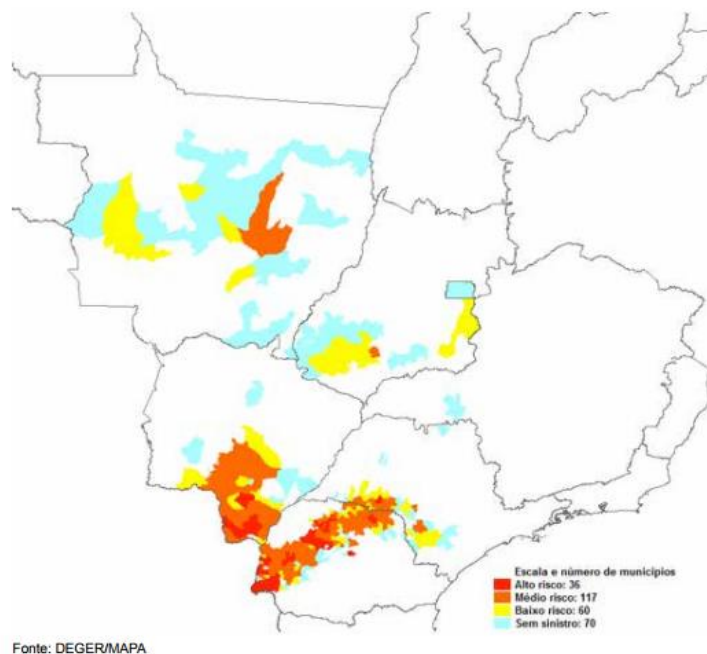 Escala e número de municípios
Alto risco: 36
Médio risco: 117
Baixo risco: 60
Sem sinistro: 70
Fonte: DEGER/MAPA